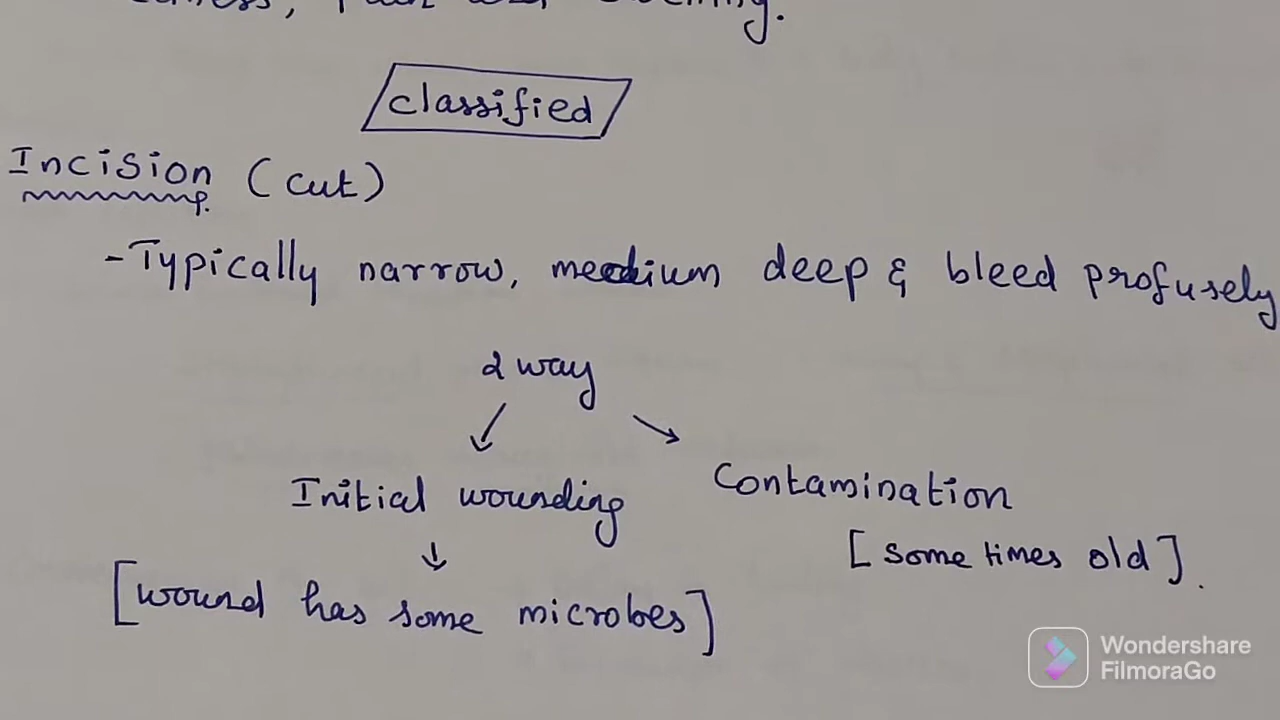 classified
Incision (cut)
- Typically narrow, medium deep & bleed profusely
2 way
Initial wounding
Contamination
[some times old].
[wound has some microbes]
Wondershare
FilmoraGo